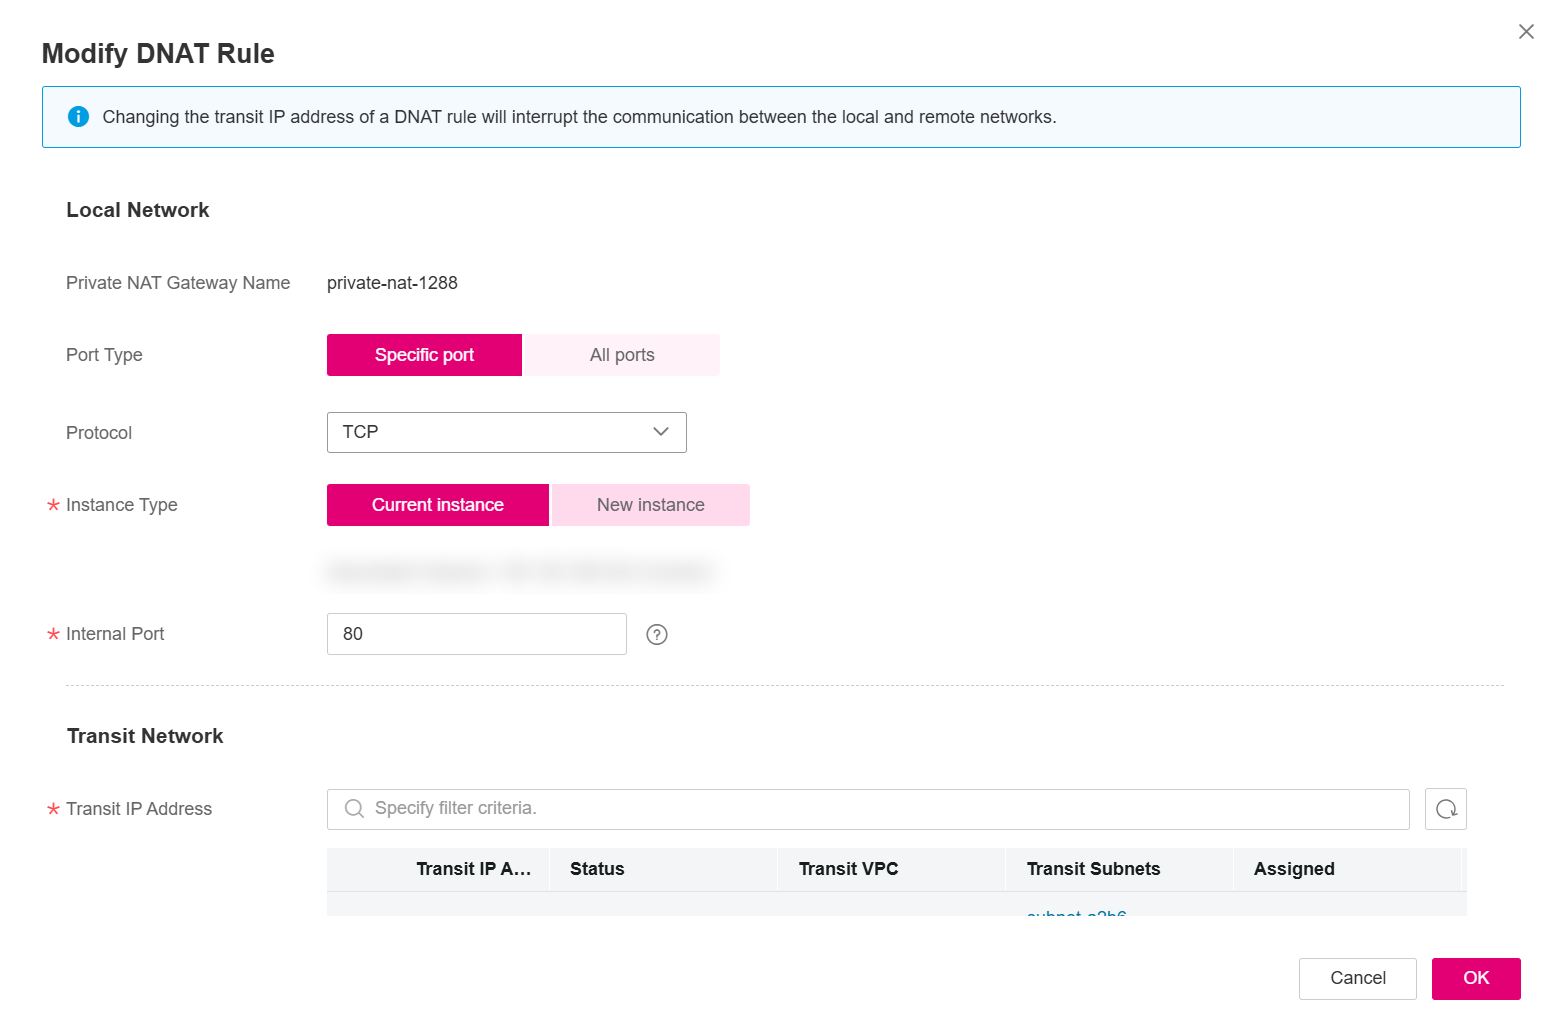 Modify DNAT Rule
Changing the transit IP address of a DNAT rule will interrupt the communication between the local and remote networks.
Local Network
Private NAT Gateway Name private-nat-1288
Port Type Specific port All ports
Protocol TCP
* Instance Type Current instance New instance
* Internal Port 80
Transit Network
* Transit IP Address Specify filter criteria.
Transit IP A... Status Transit VPC Transit Subnets Assigned
Cancel OK